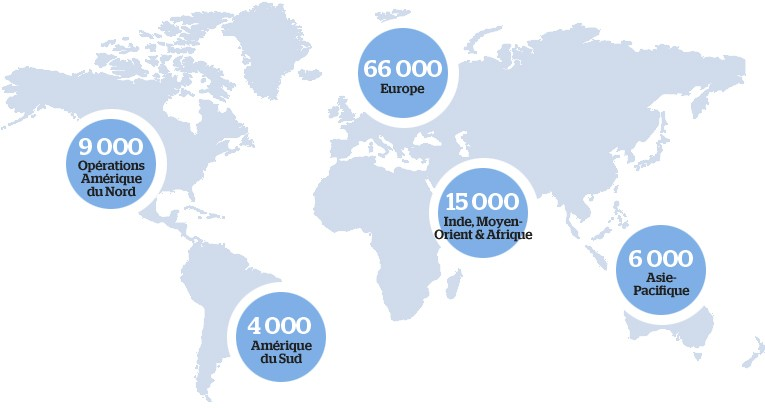 66 000
Europe
9 000
Opérations
Amérique
du Nord
15 000
Inde, Moyen-
Orient & Afrique
6 000
Asie-
Pacifique
4 000
Amérique
du Sud